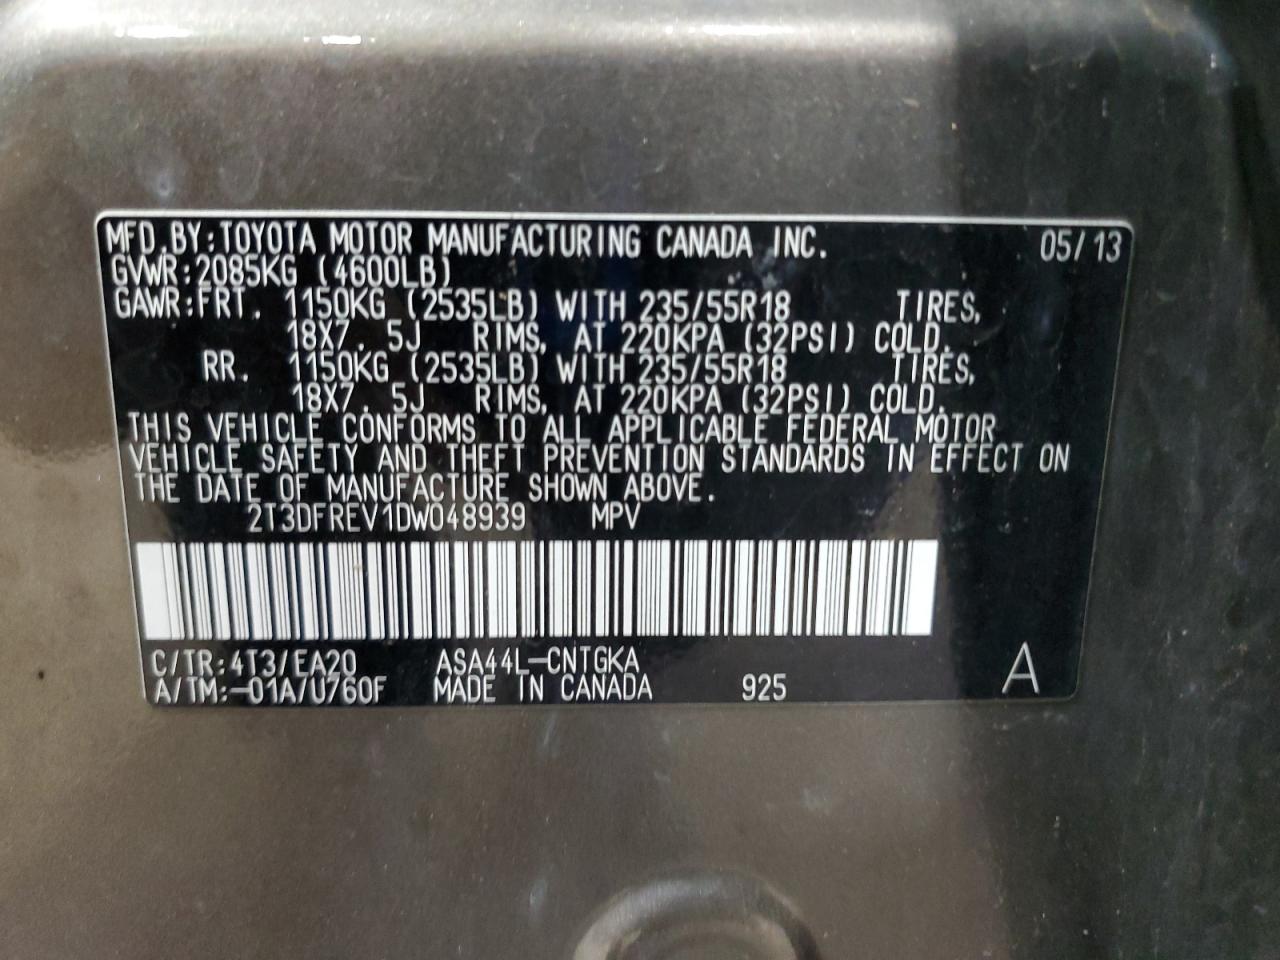 MFD.BY:TOYOTA MOTOR MANUFACTURING CANADA INC. 05/13
GVWR:2085KG (4600LB)
GAWR:FRT. 1150KG (2535LB) WITH 235/55R18 TIRES,
18X7.5J RIMS, AT 220KPA (32PSI) COLD.
RR. 1150KG (2535LB) WITH 235/55R18 TIRES,
18X7.5J RIMS, AT 220KPA (32PSI) COLD.
THIS VEHICLE CONFORMS TO ALL APPLICABLE FEDERAL MOTOR
VEHICLE SAFETY AND THEFT PREVENTION STANDARDS IN EFFECT ON
THE DATE OF MANUFACTURE SHOWN ABOVE.
2T3DFREV1DW048939 MPV
C/TR:4T3/EA20 ASA44L-CNTGKA A
A/TM:-01A/U760F MADE IN CANADA 925